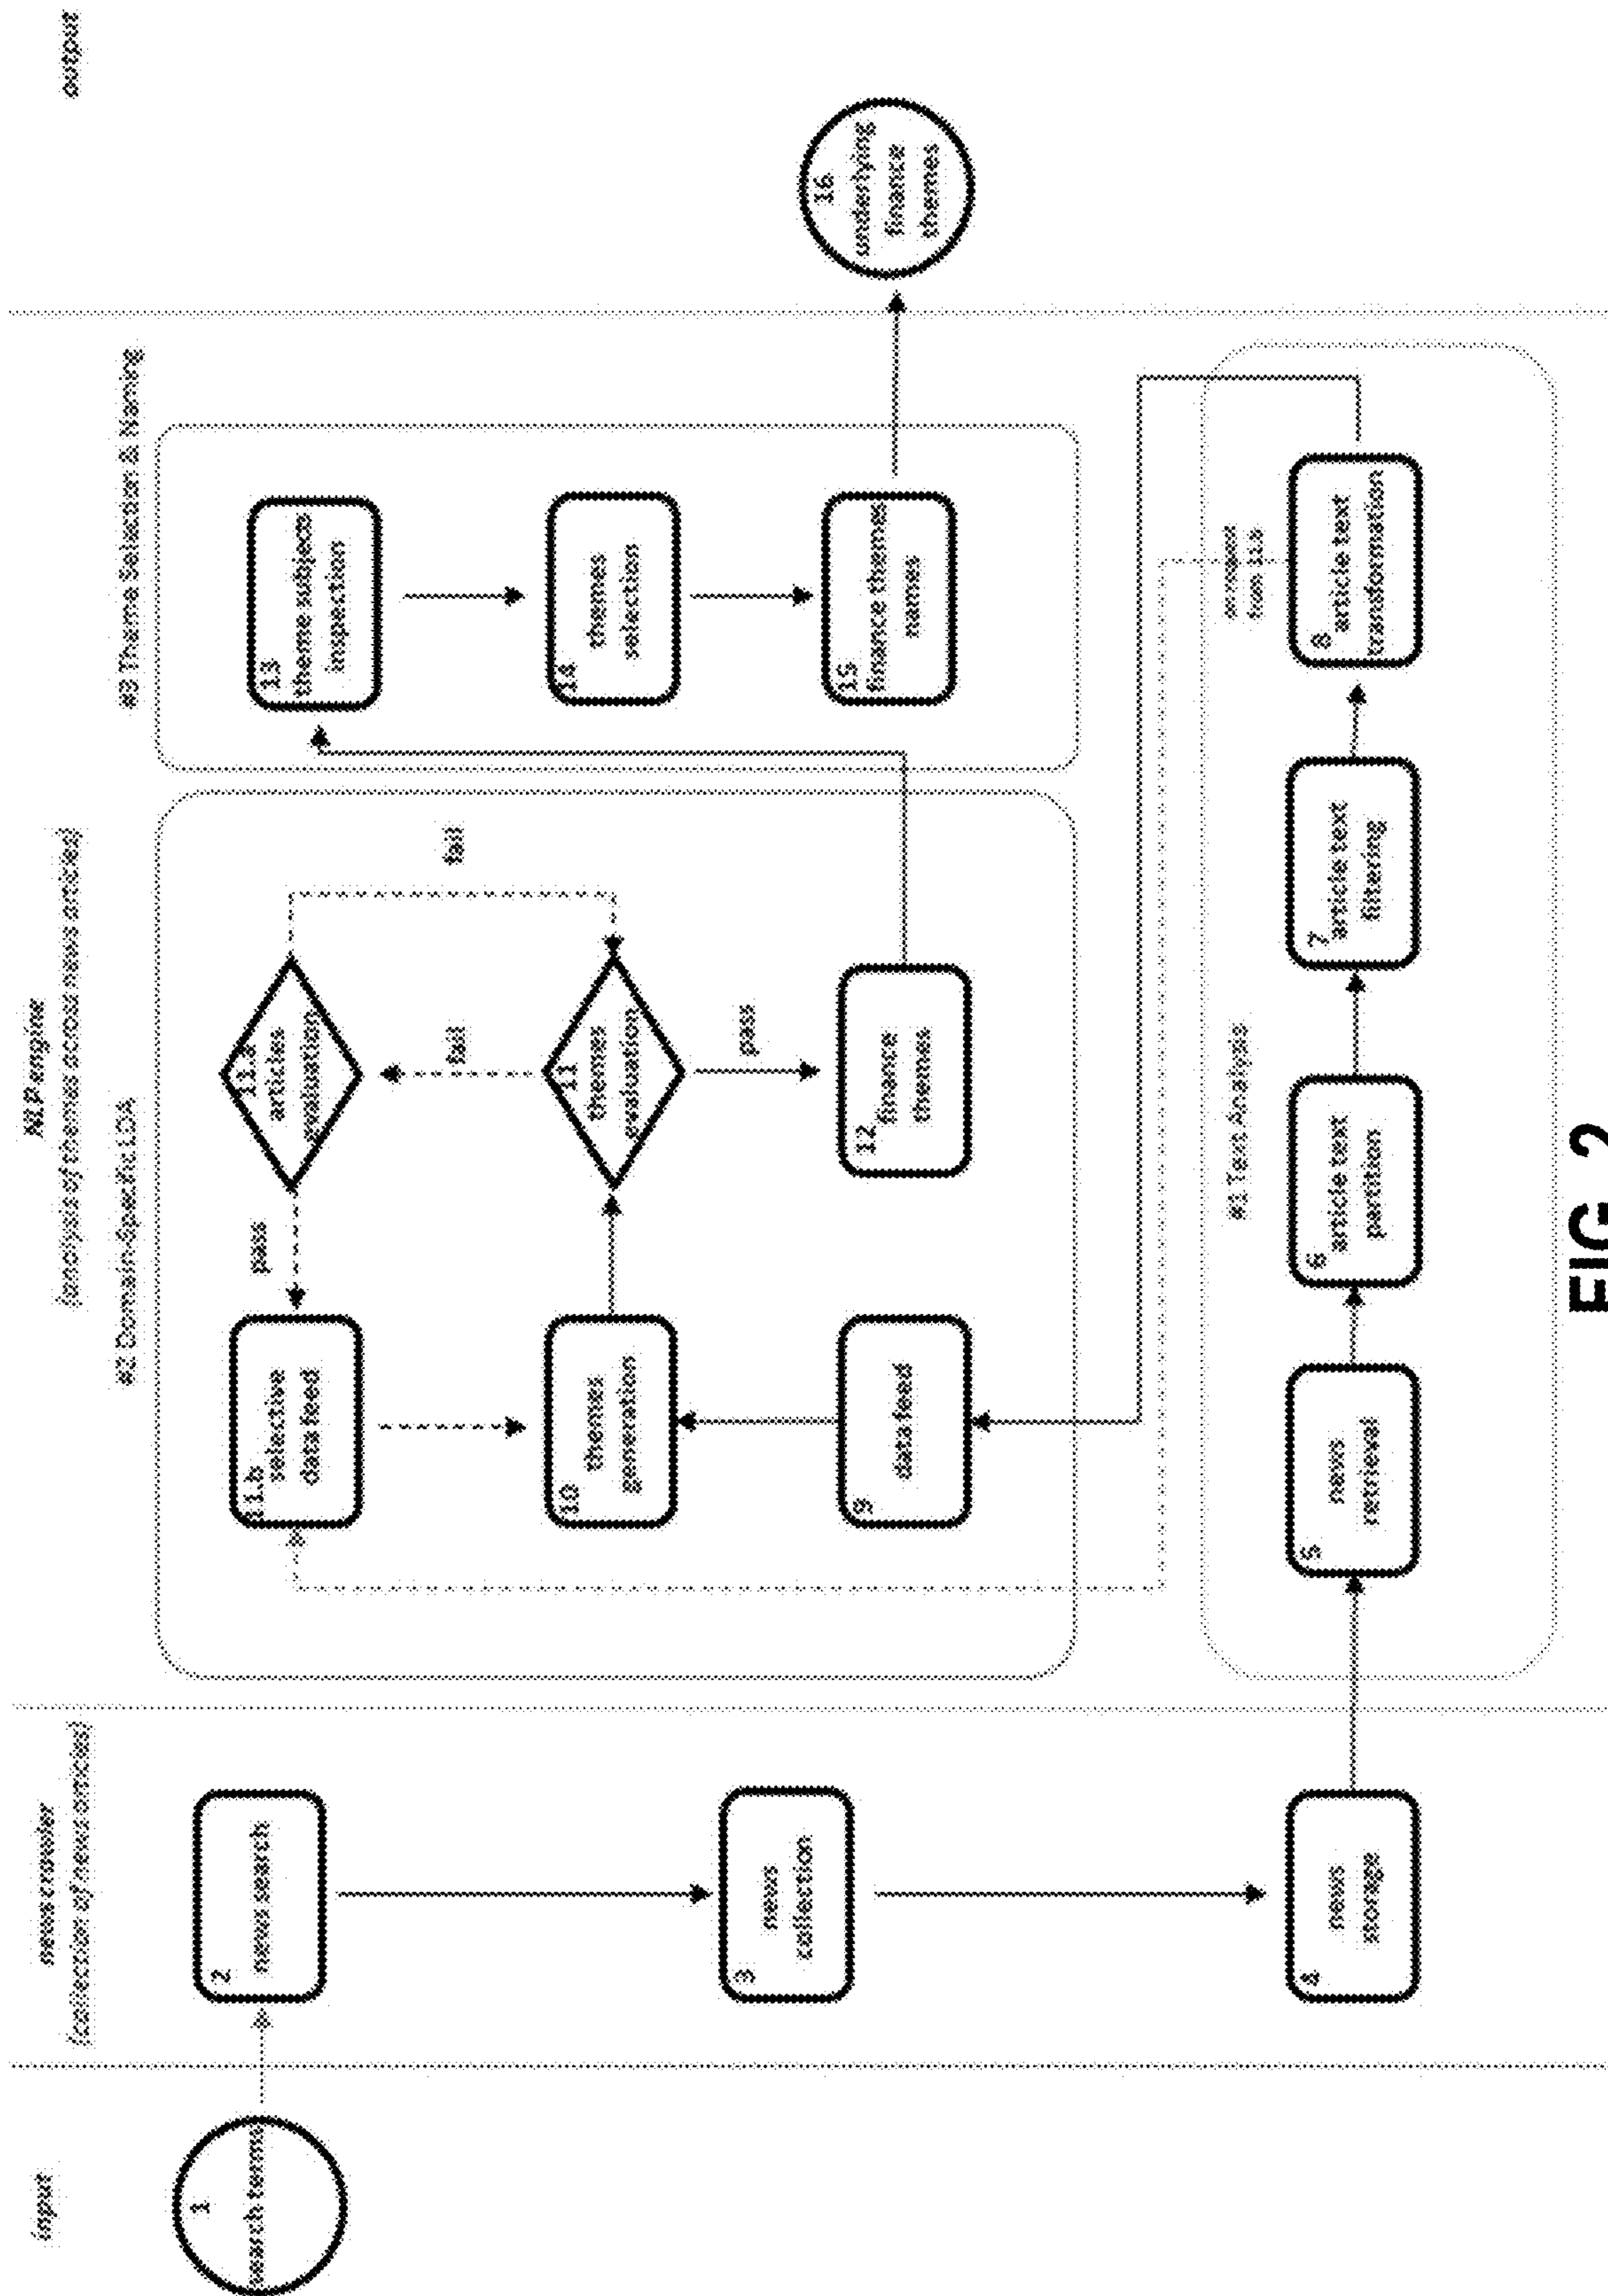 input
news crawler
(collection of news articles)
NLP engine
(analysis of themes across news articles)
output
1
search terms
2
news search
3
news
collection
4
news
storage
#2 Domain-Specific LDA
11.b
selective
data feed
pass
11.a
articles
evaluation
fail
fail
10
themes
generation
11
themes
evaluation
pass
9
data feed
12
finance
themes
#3 Theme Selection & Naming
13
theme subject
inspection
14
themes
selection
15
finance themes
names
16
underlying
finance
themes
#1 Text Analysis
5
news
retrieval
6
article text
partition
7
article text
filtering
8
article text
transformation
from 11.a
FIG. 2